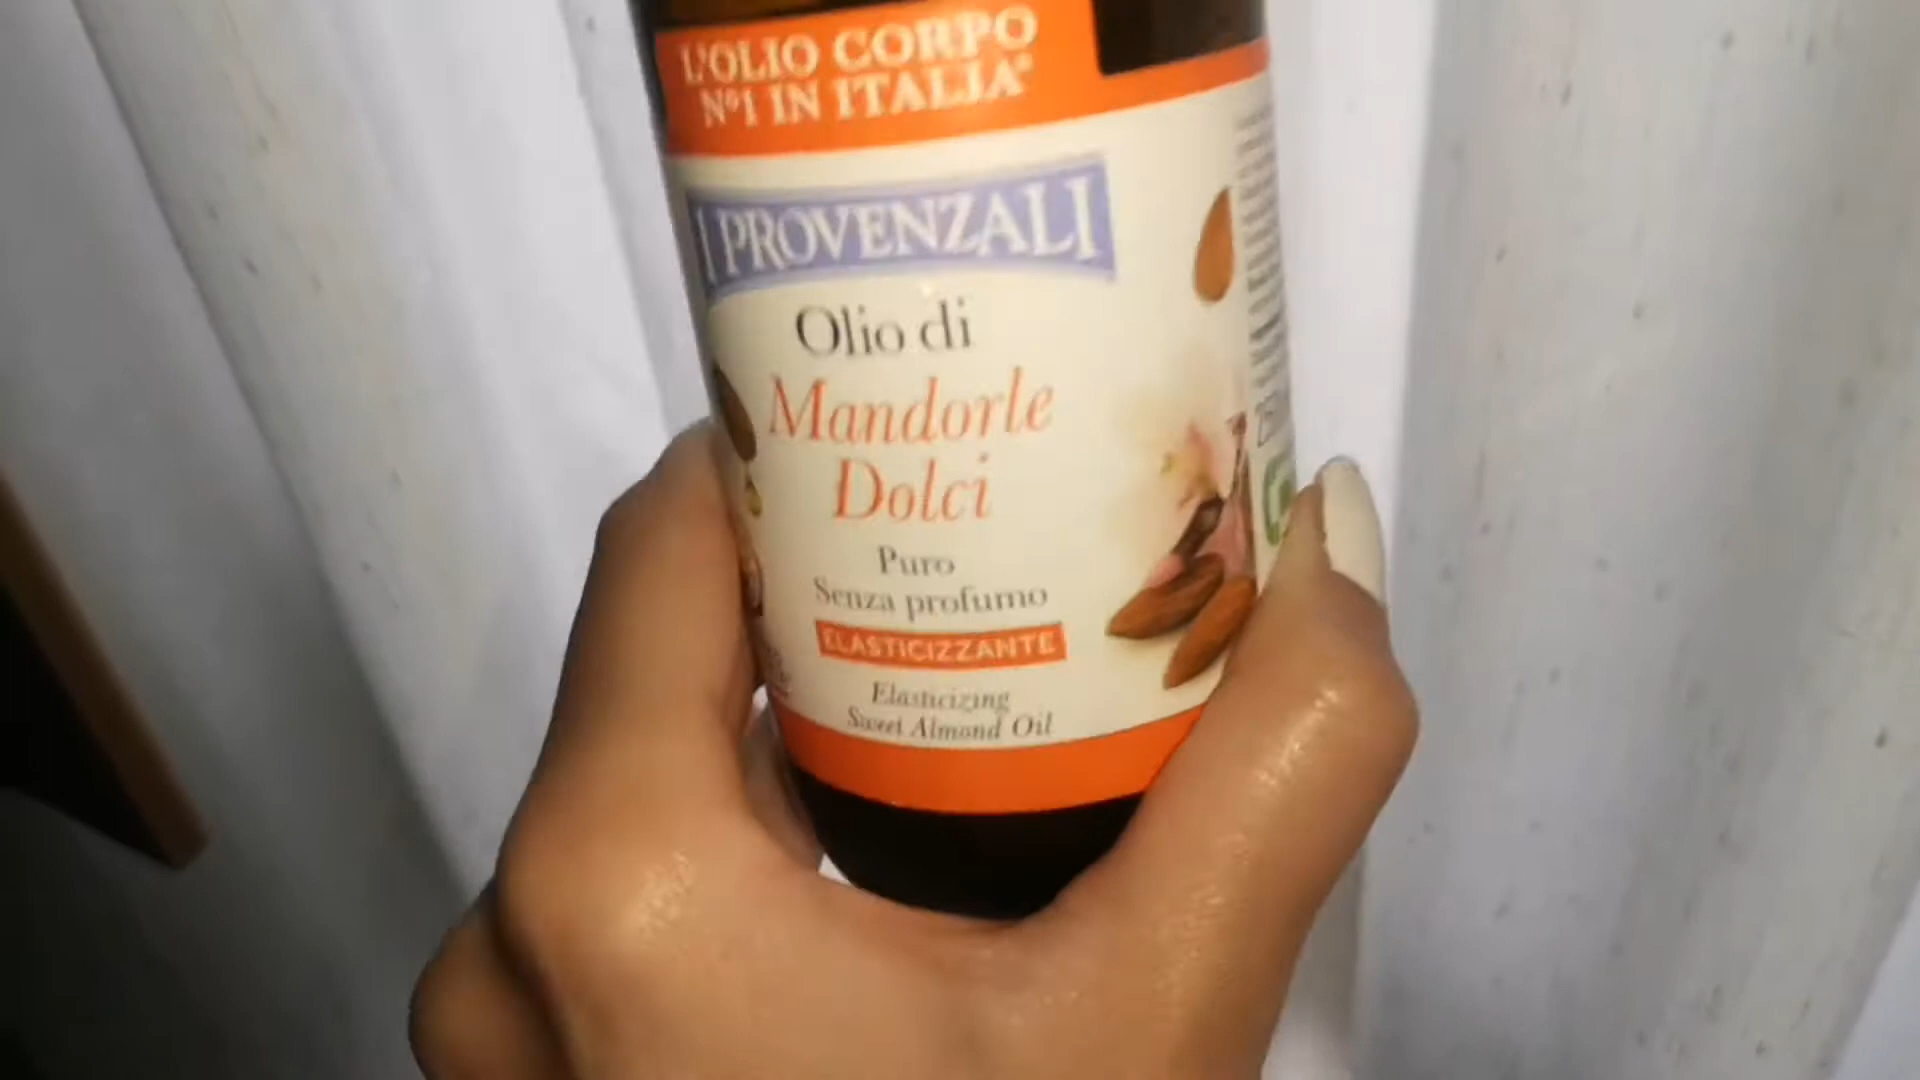 L'OLIO CORPO
N°1 IN ITALIA*
I PROVENZALI
Olio di
Mandorle
Dolci
Puro
Senza profumo
ELASTICIZZANTE
Elasticizing
Sweet Almond Oil